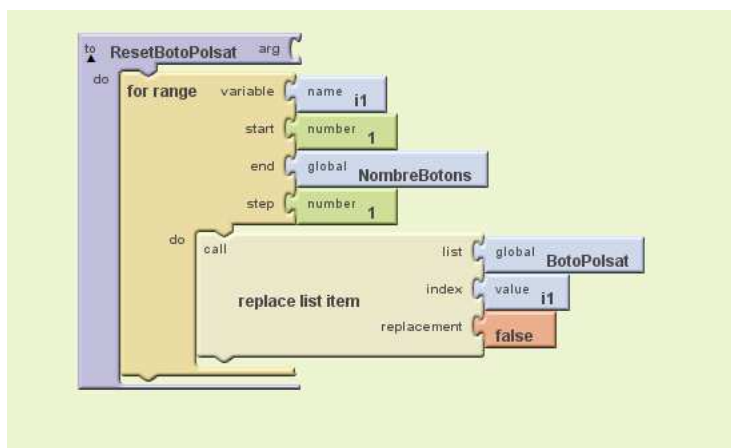 to ResetBotoPolsat arg
do for range variable name i1
start number 1
end global NombreBotons
step number 1
do call list global BotoPolsat
index value i1
replace list item
replacement false